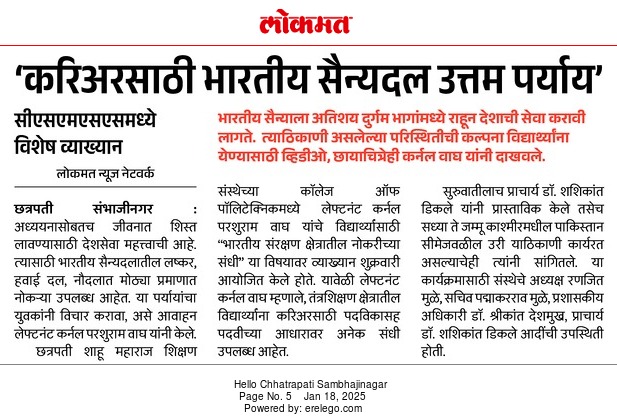 लोकमत
‘करिअरसाठी भारतीय सैन्यदल उत्तम पर्याय’
सीएसएमएसएसमध्ये
विशेष व्याख्यान
लोकमत न्यूज नेटवर्क
छत्रपती संभाजीनगर :
अध्ययनासोबतच जीवनात शिस्त
लावण्यासाठी देशसेवा महत्त्वाची आहे.
त्यासाठी भारतीय सैन्यदलातील लष्कर,
हवाई दल, नौदलात मोठ्या प्रमाणात
नोकऱ्या उपलब्ध आहेत. या पर्यायांचा
युवकांनी विचार करावा, असे आवाहन
लेफ्टनंट कर्नल परशुराम वाघ यांनी केले.
छत्रपती शाहू महाराज शिक्षण
भारतीय सैन्याला अतिशय दुर्गम भागांमध्ये राहून देशाची सेवा करावी
लागते. त्याठिकाणी असलेल्या परिस्थितीची कल्पना विद्यार्थ्यांना
येण्यासाठी व्हिडीओ, छायाचित्रेही कर्नल वाघ यांनी दाखवले.
संस्थेच्या कॉलेज ऑफ
पॉलिटेक्निकमध्ये लेफ्टनंट कर्नल
परशुराम वाघ यांचे विद्यार्थ्यासाठी
“भारतीय संरक्षण क्षेत्रातील नोकरीच्या
संधी” या विषयावर व्याख्यान शुक्रवारी
आयोजित केले होते. यावेळी लेफ्टनंट
कर्नल वाघ म्हणाले, तंत्रशिक्षण क्षेत्रातील
विद्यार्थ्यांना करिअरसाठी पदविकासह
पदवीच्या आधारावर अनेक संधी
उपलब्ध आहेत.
सुरुवातीलाच प्राचार्य डॉ. शशिकांत
डिकले यांनी प्रास्ताविक केले तसेच
सध्या ते जम्मू काश्मीरमधील पाकिस्तान
सीमेजवळील उरी याठिकाणी कार्यरत
असल्याचेही त्यांनी सांगितले. या
कार्यक्रमासाठी संस्थेचे अध्यक्ष रणजित
मुळे, सचिव पद्माकरराव मुळे, प्रशासकीय
अधिकारी डॉ. श्रीकांत देशमुख, प्राचार्य
डॉ. शशिकांत डिकले आदींची उपस्थिती
होती.
Hello Chhatrapati Sambhajinagar
Page No. 5 Jan 18, 2025
Powered by: erelego.com